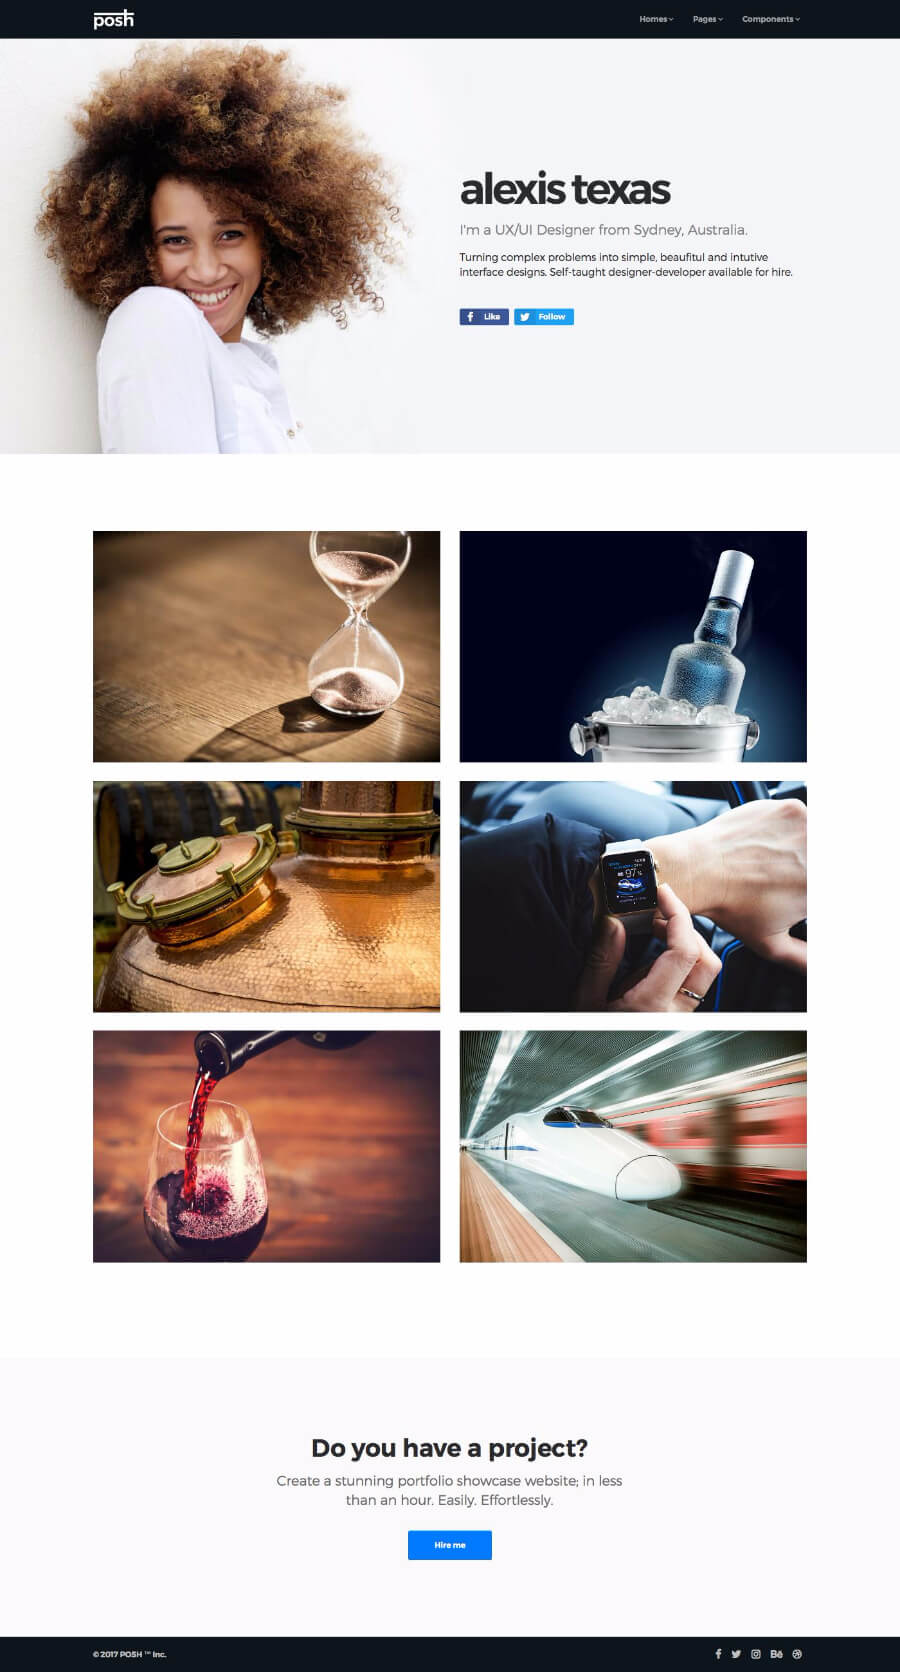 posh
Homes
Pages
Components
alexis texas
I'm a UX/UI Designer from Sydney, Australia.
Turning complex problems into simple, beaufitul and intutive
interface designs. Self-taught designer-developer available for hire.
Like
Follow
97%
Do you have a project?
Create a stunning portfolio showcase website; in less
than an hour. Easily. Effortlessly.
Hire me
© 2017 POSH ™ Inc.